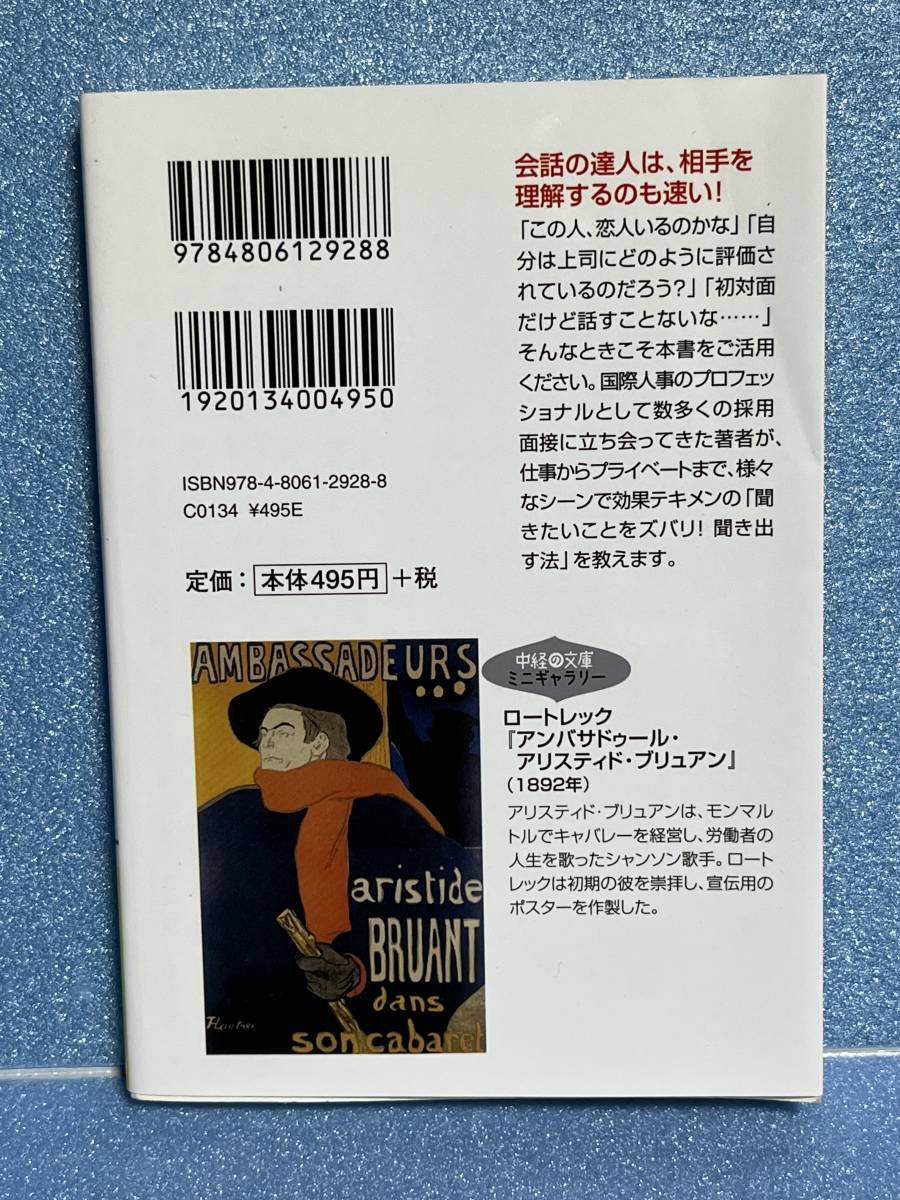 9784806129288
1920134004950
ISBN978-4-8061-2928-8
C0134 ¥495E
定価：本体495円+税
会話の達人は、相手を
理解するのも速い！
「この人、恋人いるのかな」「自
分は上司にどのように評価さ
れているのだろう？」「初対面
だけど話すことないな……」
そんなときこそ本書をご活用
ください。国際人事のプロフェッ
ショナルとして数多くの採用
面接に立ち会ってきた著者が、
仕事からプライベートまで、様々
なシーンで効果テキメンの「聞
きたいことをズバリ！ 聞き出
す法」を教えます。
AMBASSADEURS
aristide
BRUANT
dans
son cabaret
中経の文庫
ミニギャラリー
ロートレック
『アンバサドゥール・
アリスティド・ブリュアン』
（1892年）
アリスティド・ブリュアンは、モンマル
トルでキャバレーを経営し、労働者の
人生を歌ったシャンソン歌手。ロート
レックは初期の彼を崇拝し、宣伝用の
ポスターを作製した。